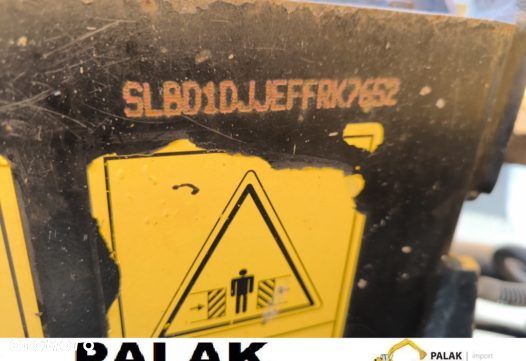 SLBD1DJJEFFRK7652
PALAK
PALAK | import